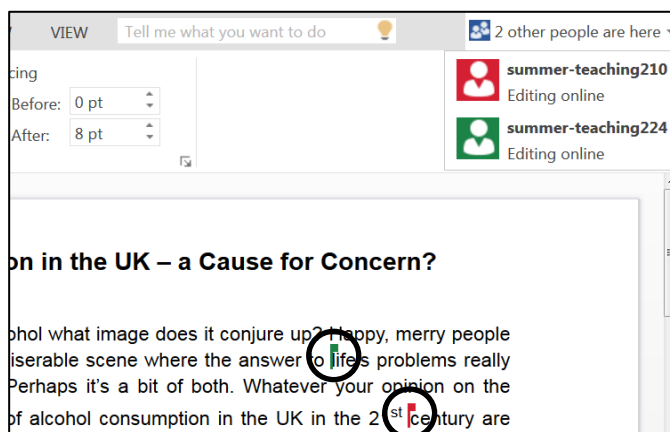 VIEW
Tell me what you want to do
2 other people are here
cing
Before: 0 pt
After: 8 pt
summer-teaching210
Editing online
summer-teaching224
Editing online
on in the UK – a Cause for Concern?
ohol what image does it conjure up? Happy, merry people
iserable scene where the answer to life's problems really
Perhaps it's a bit of both. Whatever your opinion on the
of alcohol consumption in the UK in the 2 st century are